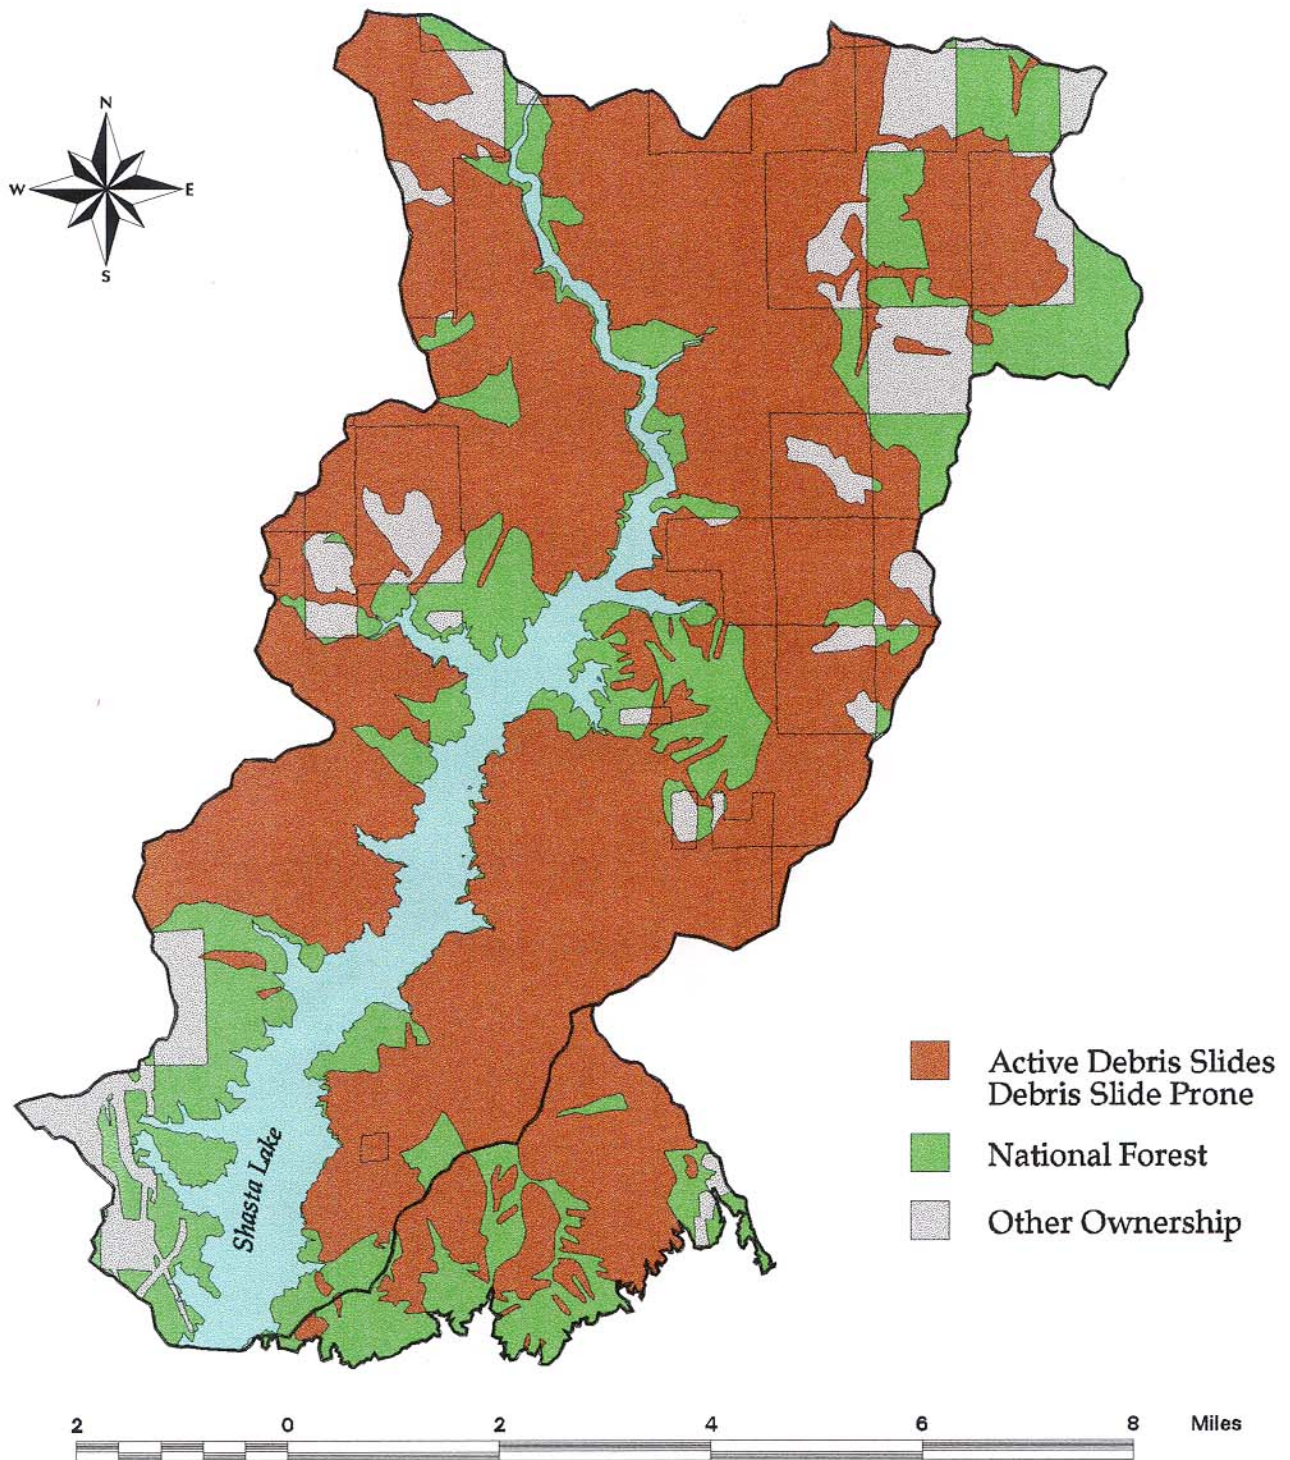 N
W E
S
Active Debris Slides
Debris Slide Prone
National Forest
Other Ownership
Shasta Lake
2 0 2 4 6 8 Miles